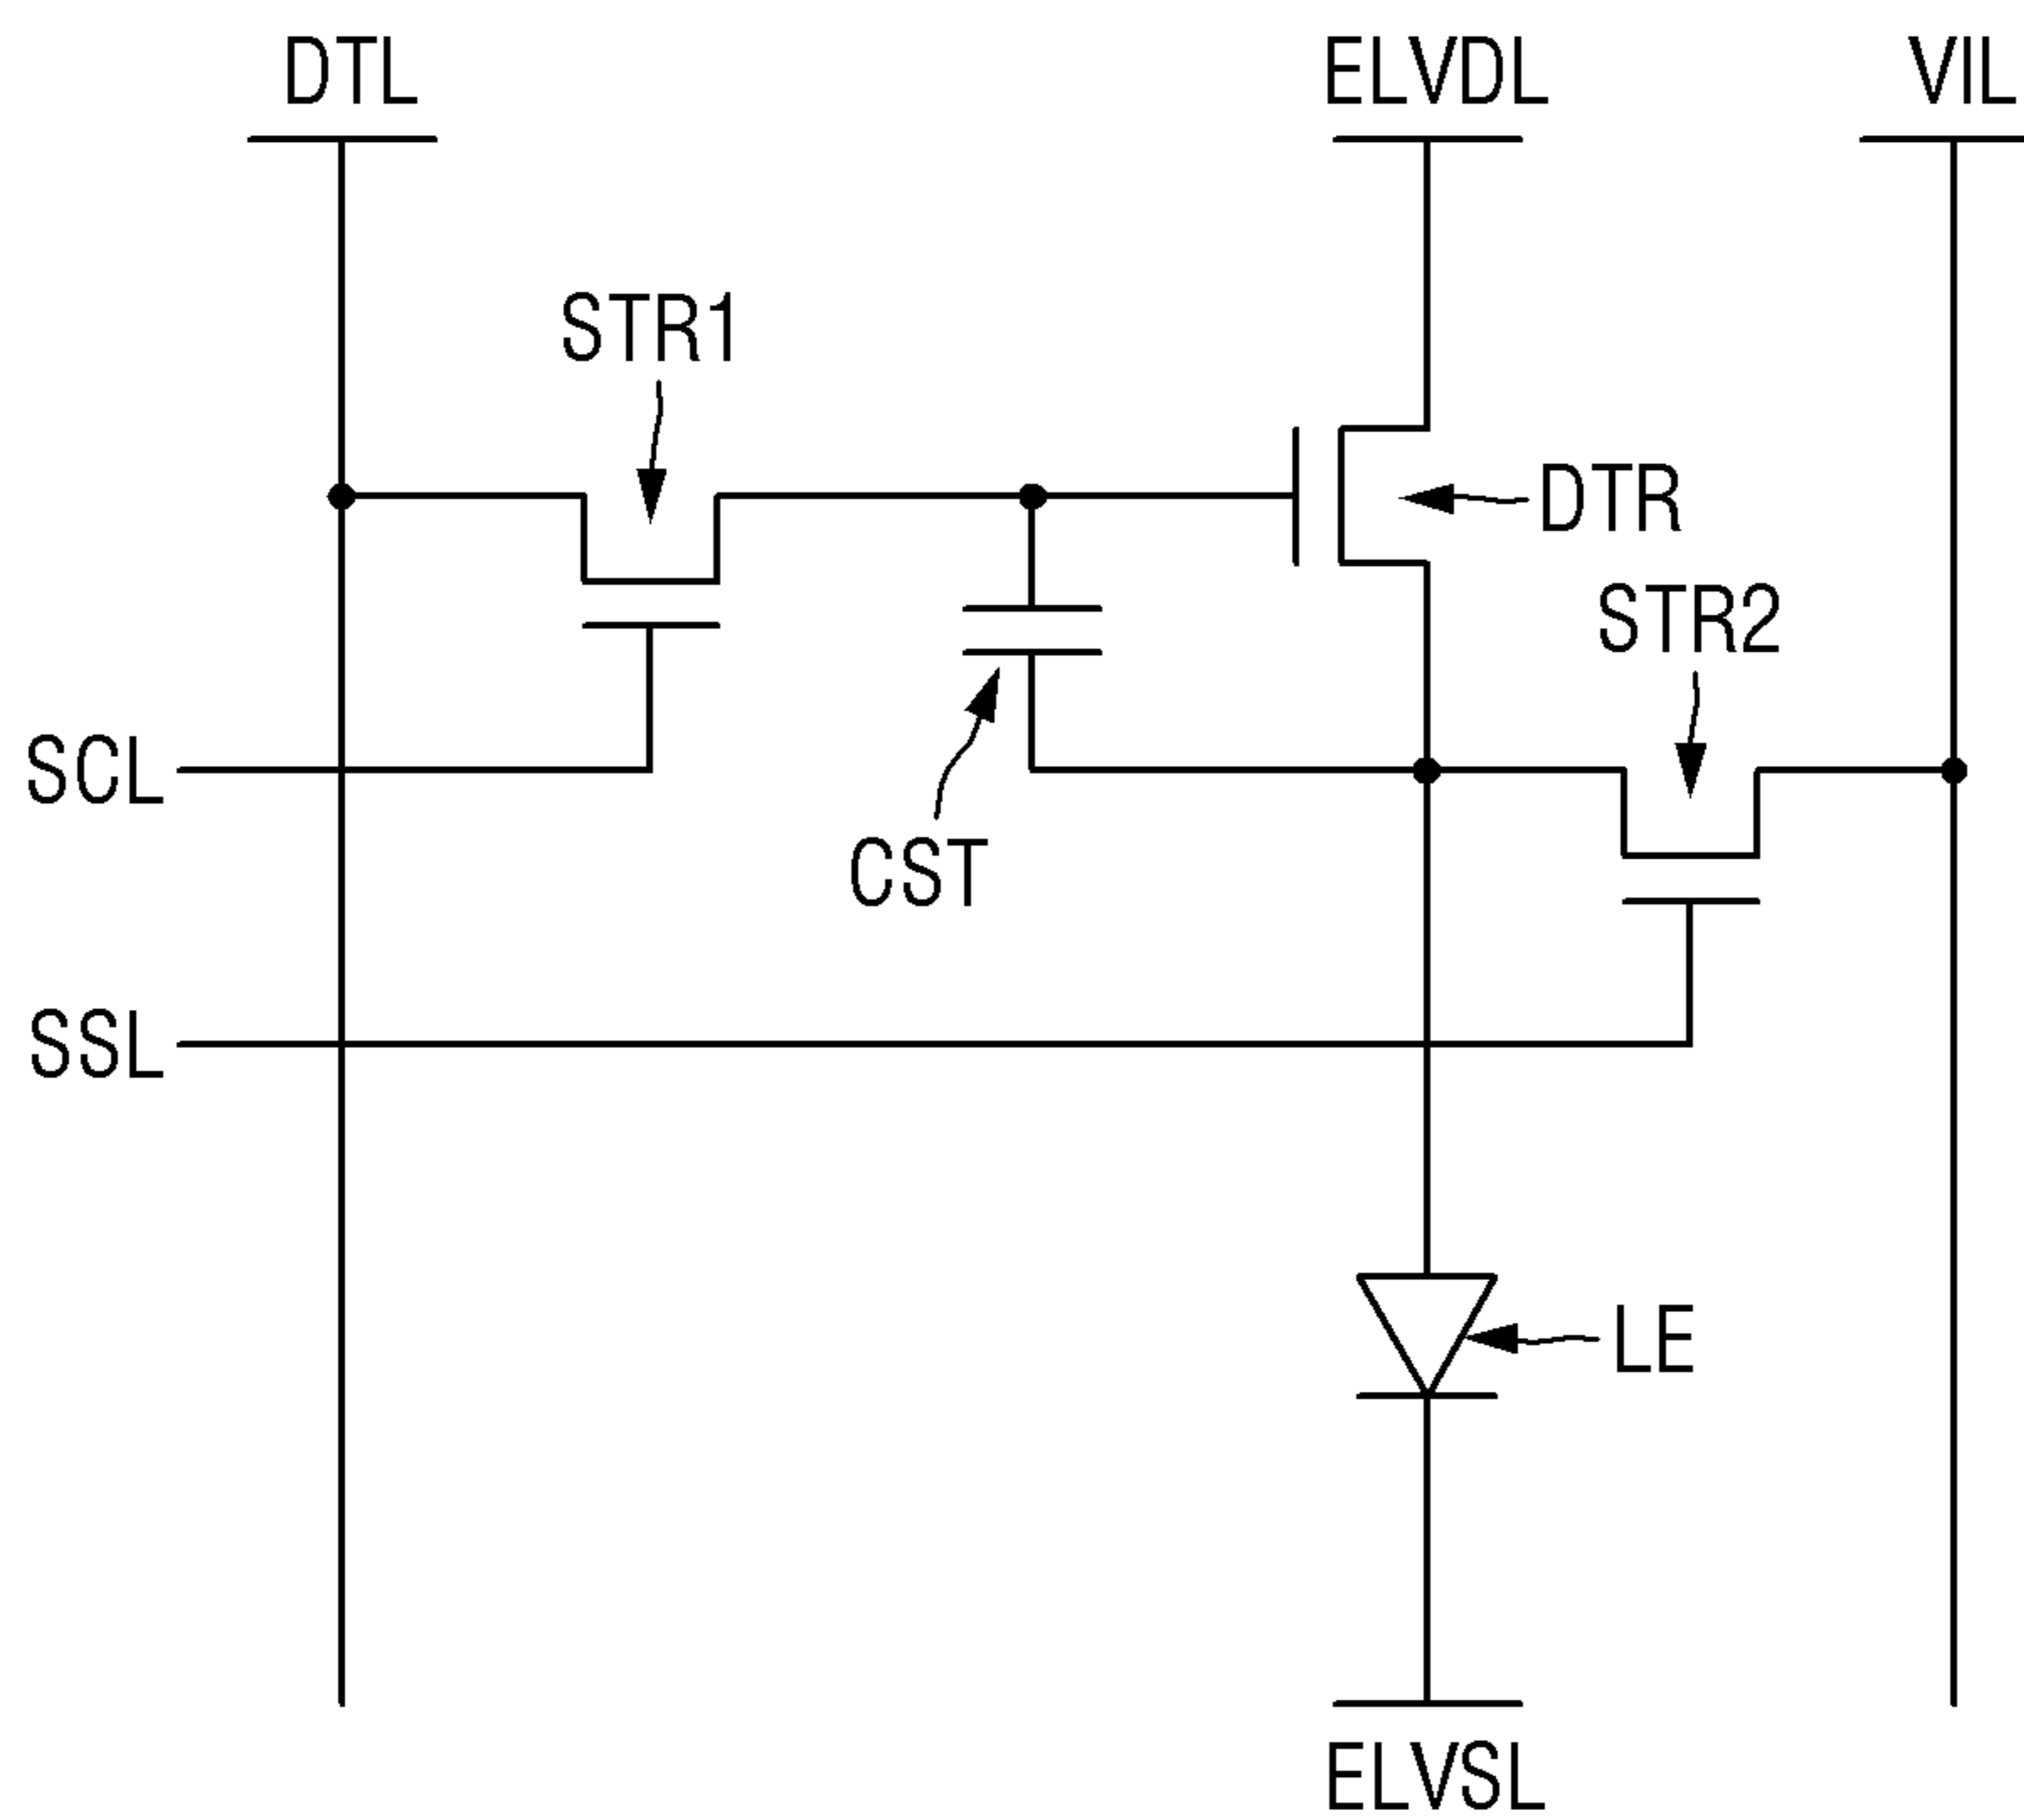 DTL
ELVDL
VIL
STR1
DTR
STR2
SCL
CST
SSL
LE
ELVSL